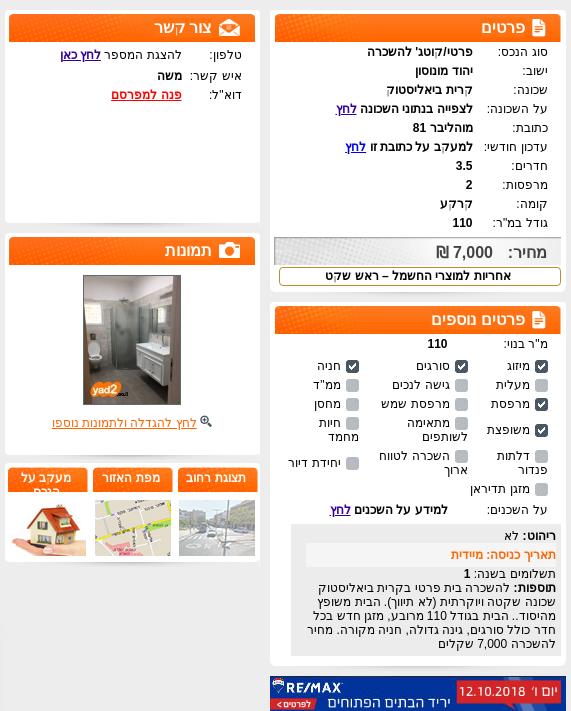 פרטים
סוג הנכס: פרטי/קוטג' להשכרה
ישוב: יהוד מונוסון
שכונה: קרית ביאליסטוק
על השכונה: לצפייה בנתוני השכונה לחץ
כתובת: מוהליבר 81
עדכון חודשי: למעקב על כתובת זו לחץ
חדרים: 3.5
מרפסות: 2
קומה: קרקע
גודל במ"ר: 110
מחיר: 7,000 ₪
אחריות למוצרי החשמל – ראש שקט
צור קשר
טלפון: להצגת המספר לחץ כאן
איש קשר: משה
דוא"ל: פנה למפרסם
תמונות
yad2
לחץ להגדלה ולתמונות נוספו
תצוגת רחוב
מפת האזור
מעקב על
הנכס
פרטים נוספים
מ"ר בנוי: 110
מיזוג סורגים חניה
מעלית גישה לנכים ממ"ד
מרפסת מרפסת שמש מחסן
משופצת מתאימה לשותפים חיות מחמד
דלתות פנדור השכרה לטווח ארוך יחידת דיור
מזגן תדיראן
על השכנים: למידע על השכנים לחץ
ריהוט: לא
תאריך כניסה: מיידית
תשלומים בשנה: 1
תוספות: להשכרה בית פרטי בקרית ביאליסטוק
שכונה שקטה ויוקרתית (לא תיווך). הבית משופץ
מהיסוד.. הבית בגודל 110 מרובע, מזגן חדש בכל
חדר כולל סורגים, גינה גדולה, חניה מקורה. מחיר
להשכרה 7,000 שקלים
יום ו' 12.10.2018
יריד הבתים הפתוחים
RE/MAX
לפרטים >